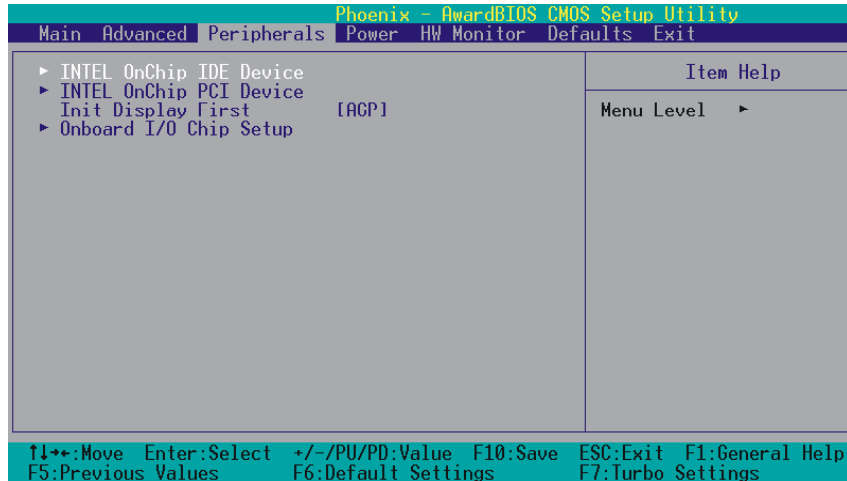 Phoenix - AwardBIOS CMOS Setup Utility
Main Advanced Peripherals Power HW Monitor Defaults Exit
► INTEL OnChip IDE Device
► INTEL OnChip PCI Device
Init Display First [AGP]
► Onboard I/O Chip Setup
Item Help
Menu Level ►
↑↓→←:Move Enter:Select +/-/PU/PD:Value F10:Save ESC:Exit F1:General Help
F5:Previous Values F6:Default Settings F7:Turbo Settings